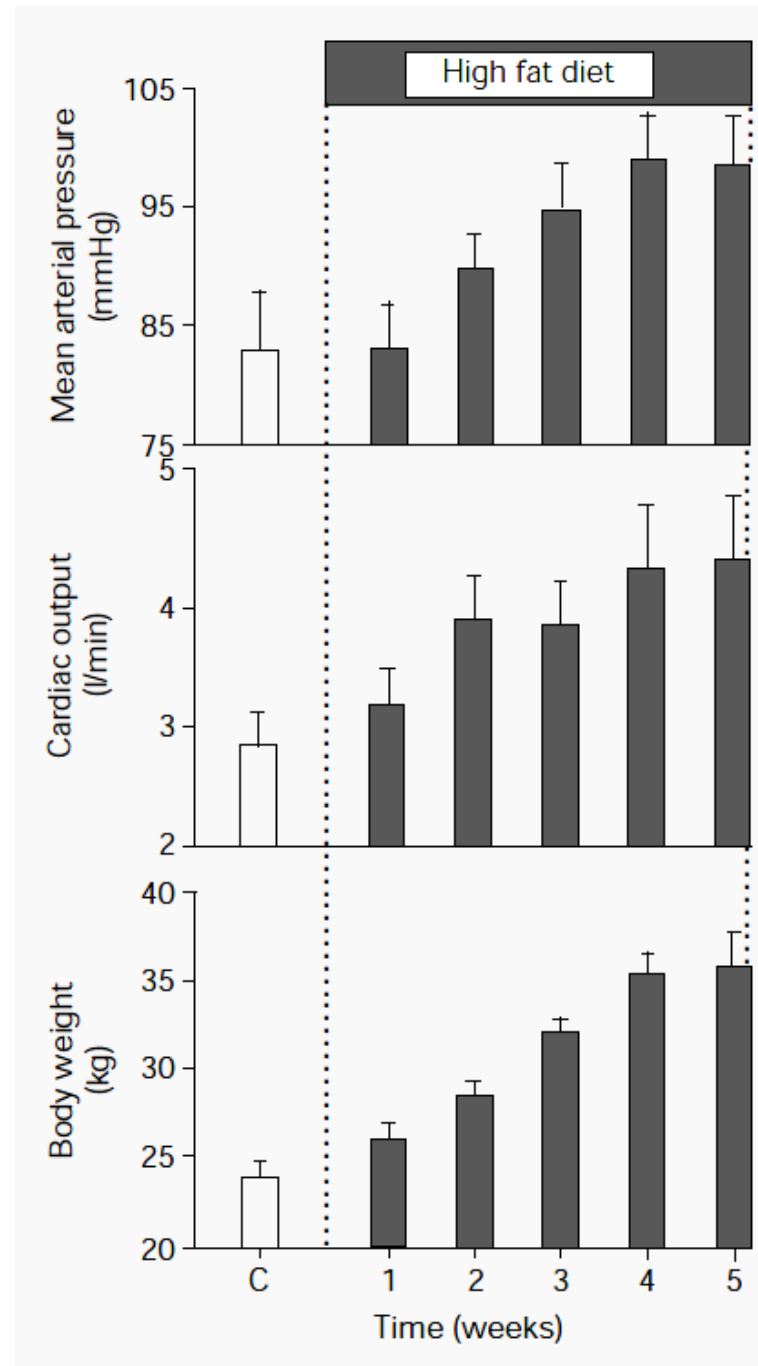 High fat diet
Mean arterial pressure
(mmHg)
105
95
85
75
Cardiac output
(l/min)
5
4
3
2
Body weight
(kg)
40
35
30
25
20
C 1 2 3 4 5
Time (weeks)